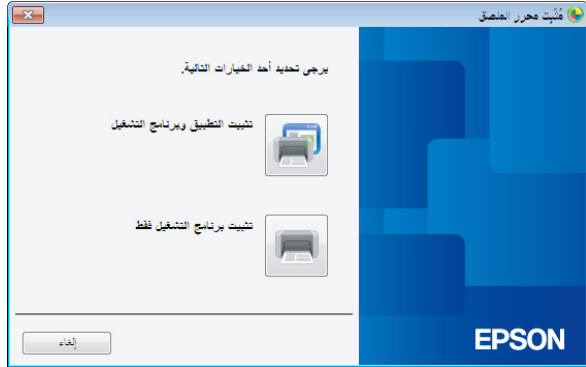 مُثبِت محرر الملصق
يرجى تحديد أحد الخيارات التالية.
تثبيت التطبيق وبرنامج التشغيل
تثبيت برنامج التشغيل فقط
إلغاء
EPSON